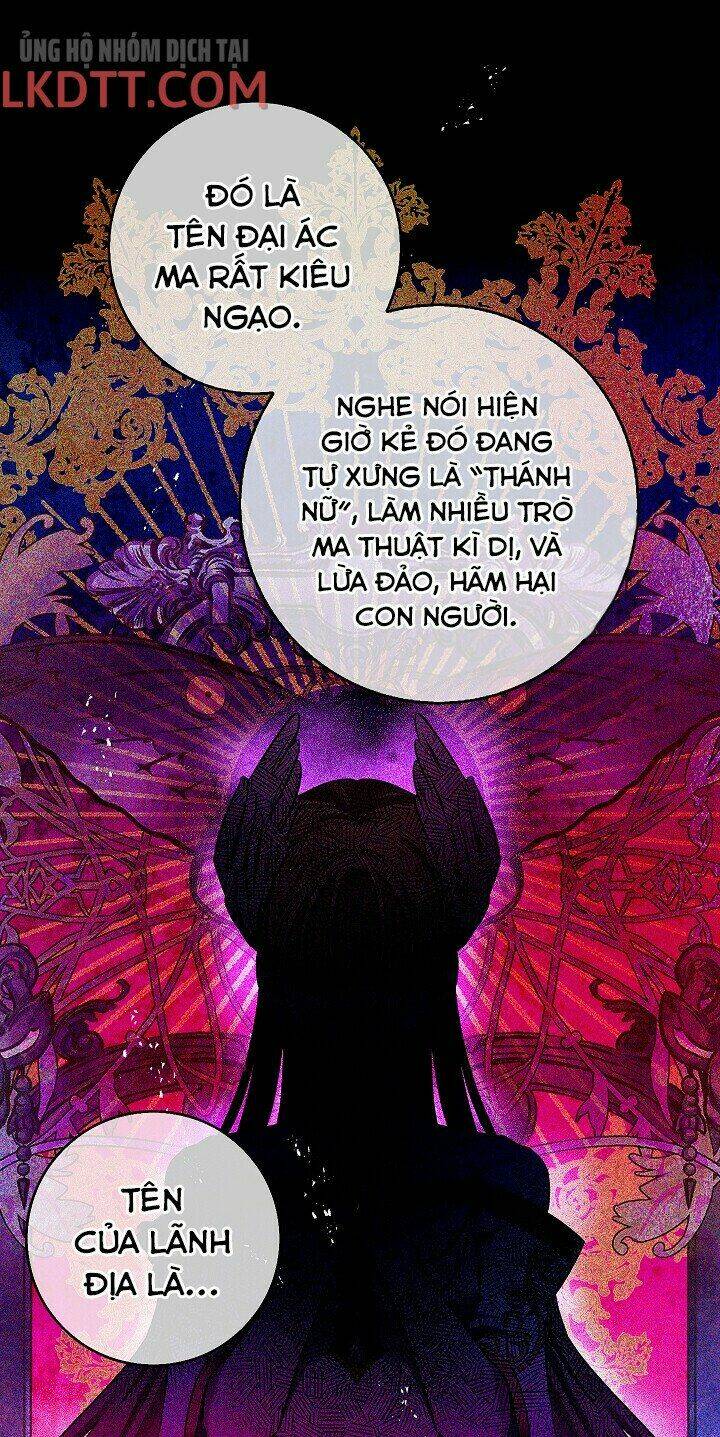 ỦNG HỘ NHÓM DỊCH TẠI
LKDTT.COM
ĐÓ LÀ
TÊN ĐẠI ÁC
MA RẤT KIÊU
NGẠO.
NGHE NÓI HIỆN
GIỜ KẺ ĐÓ ĐANG
TỰ XƯNG LÀ “THÁNH
NỮ”, LÀM NHIỀU TRÒ
MA THUẬT KÌ DỊ, VÀ
LỪA ĐẢO, HÃM HẠI
CON NGƯỜI.
TÊN
CỦA LÃNH
ĐỊA LÀ...